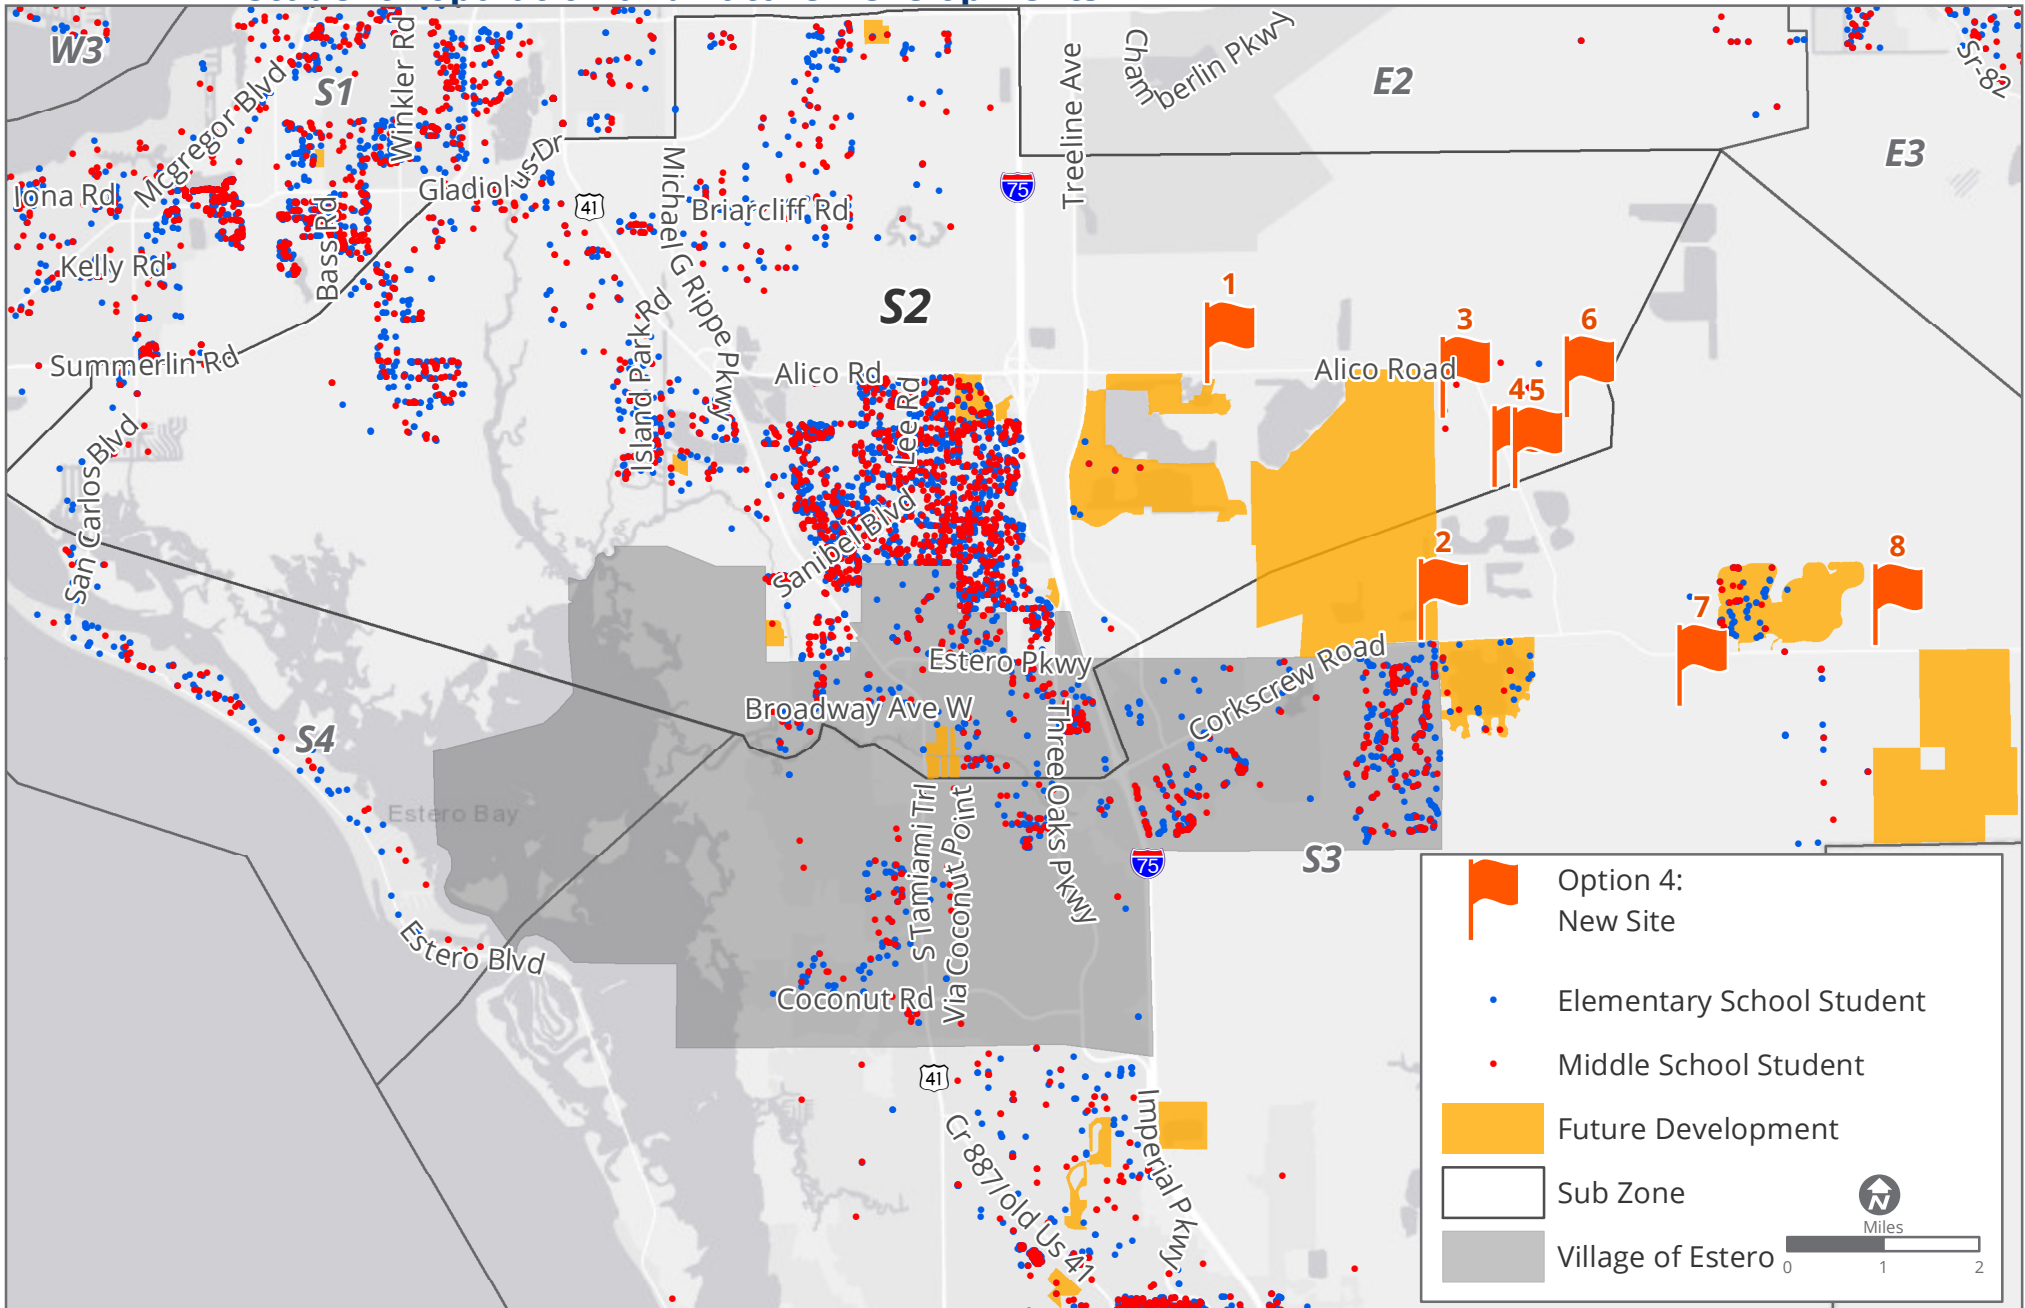 W3
S1
Winkler Rd
Mcgregor Blvd
Iona Rd
Bass Rd
Kelly Rd
Gladiolus Dr
41
Michael G Rippe Pkwy
Briarcliff Rd
75
Treeline Ave
Chamberlin Pkwy
E2
Sr-82
E3
S2
Summerlin Rd
Island Park Rd
Alico Rd
Lee Rd
Alico Road
1
3
6
4
5
San Carlos Blvd
Sanibel Blvd
2
8
7
Estero Pkwy
Broadway Ave W
Corkscrew Road
Three Oaks Pkwy
S4
Estero Bay
S Tamiami Trl
Via Coconut Point
75
S3
Estero Blvd
Coconut Rd
41
Cr 887/old Us 41
Imperial Pkwy
Option 4:
New Site
Elementary School Student
Middle School Student
Future Development
Sub Zone
Village of Estero
N
Miles
0 1 2